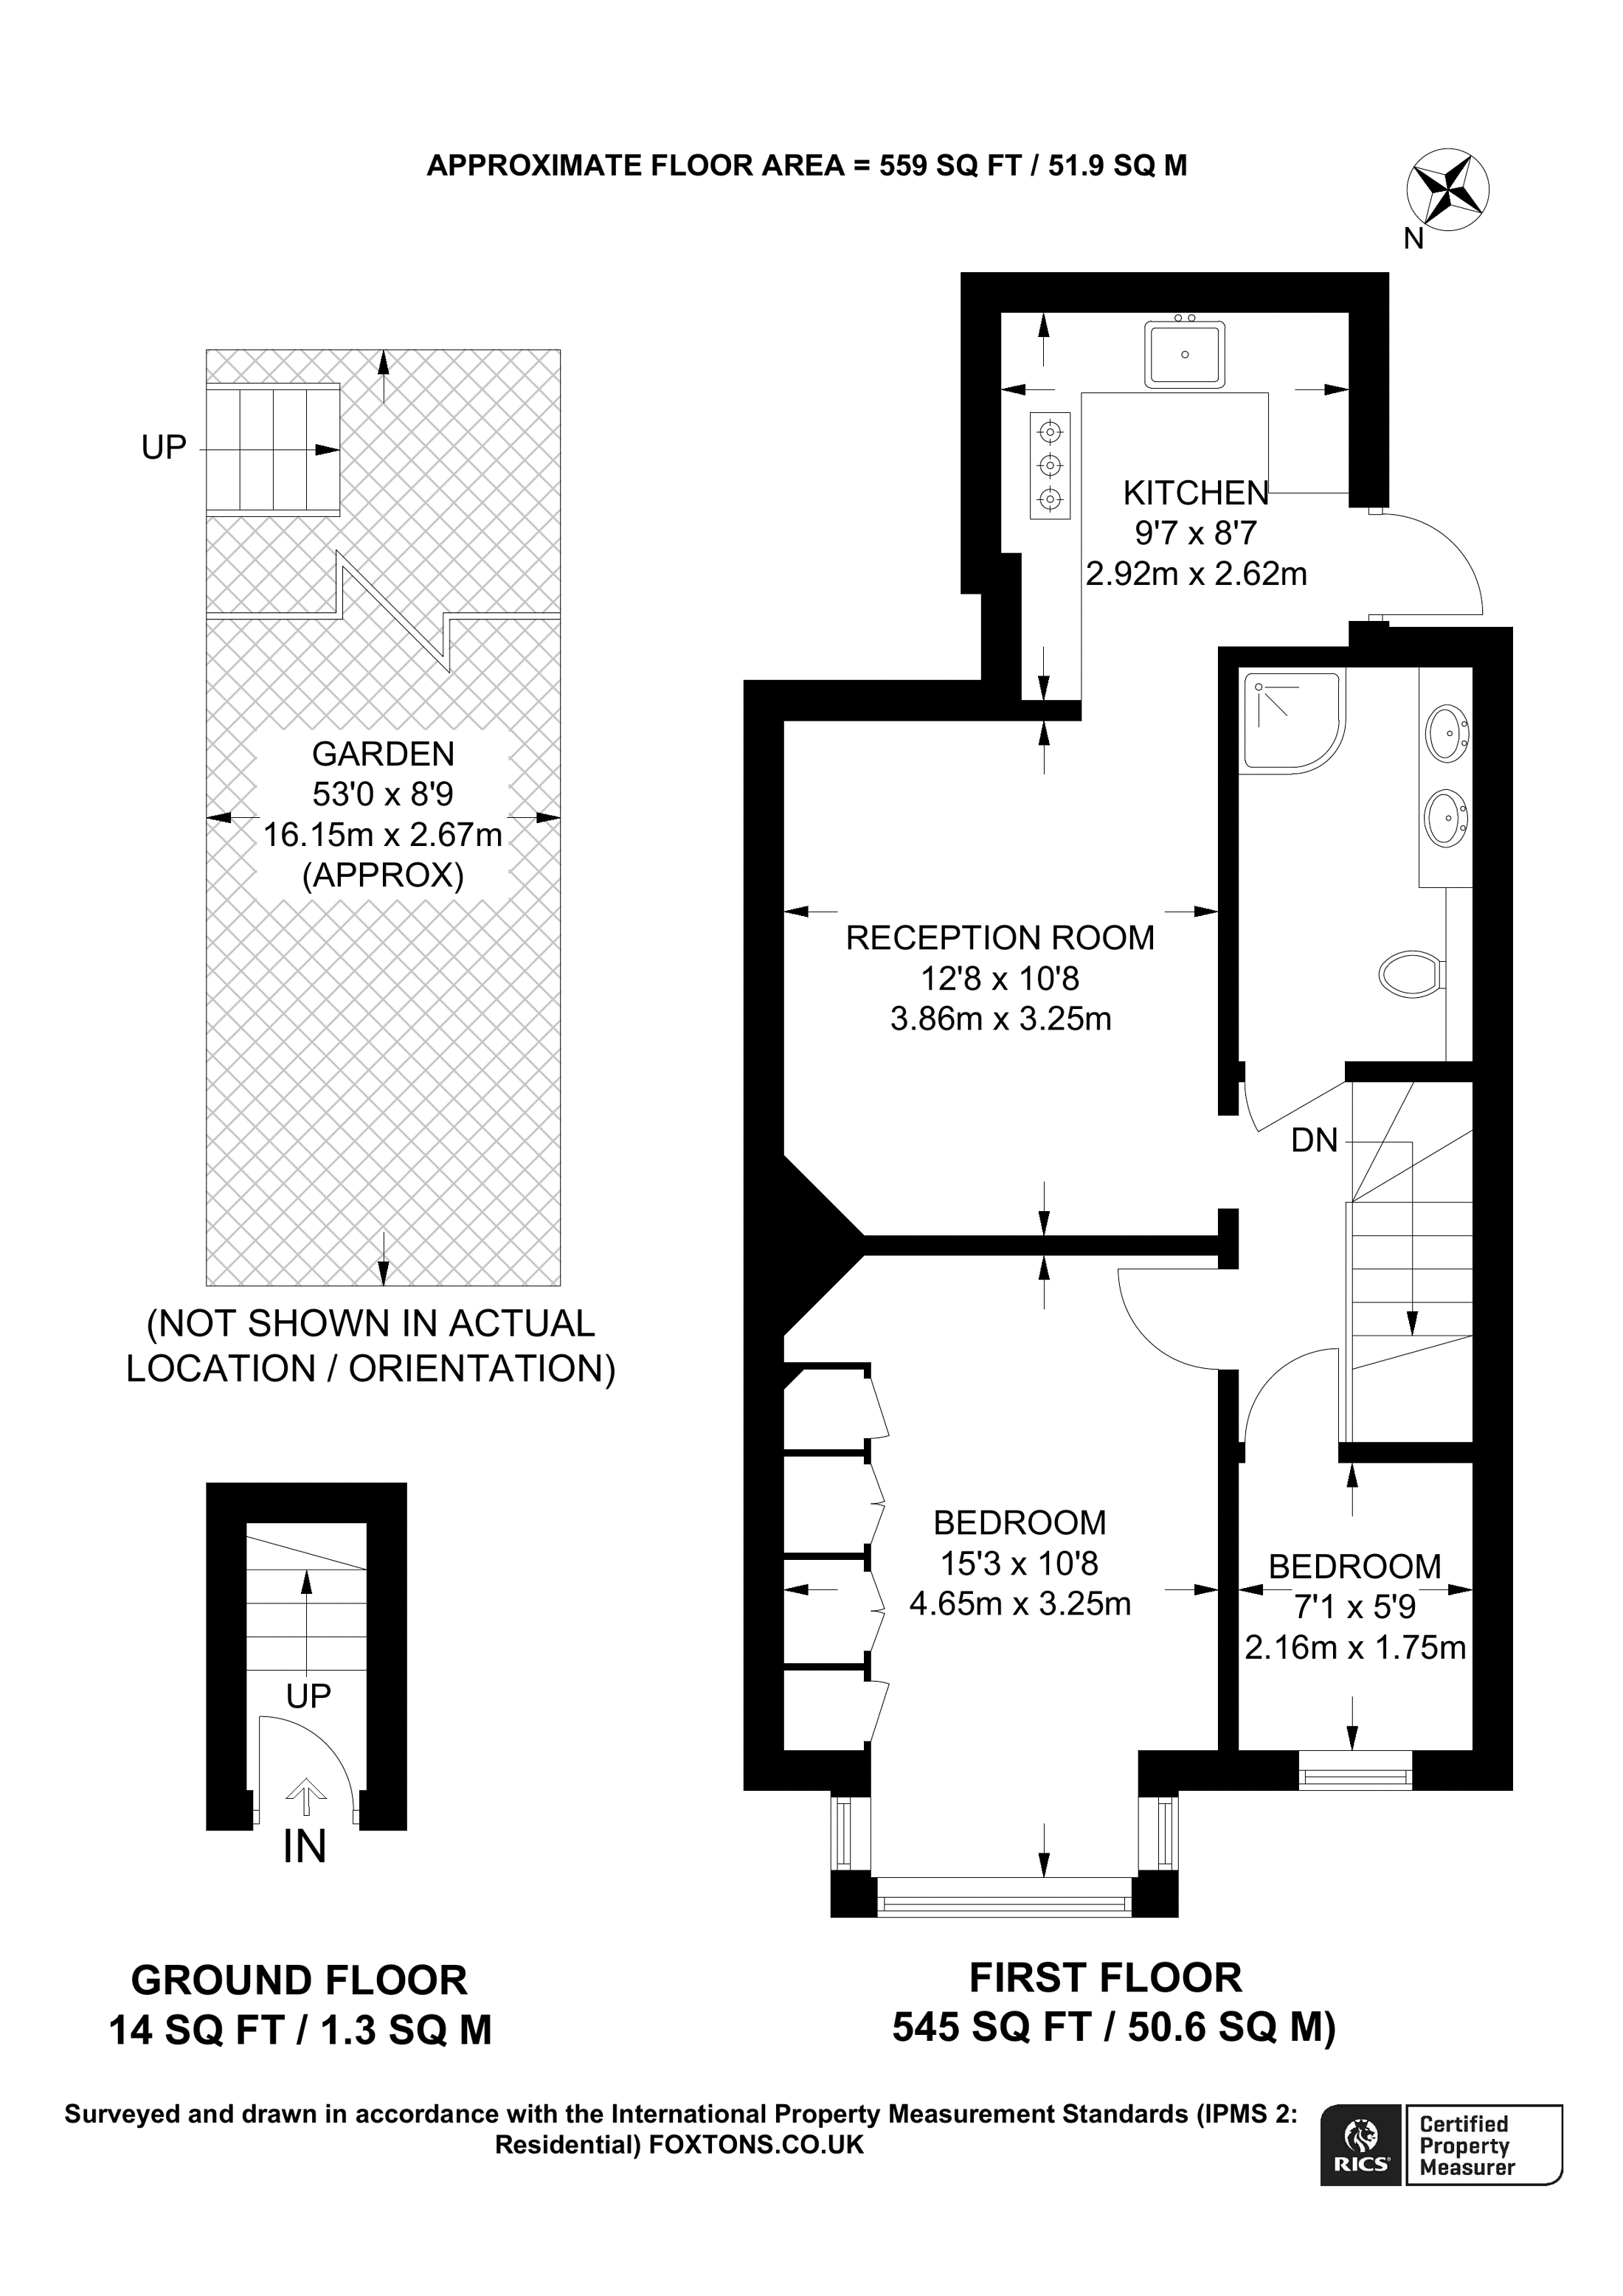 APPROXIMATE FLOOR AREA = 559 SQ FT / 51.9 SQ M
N
UP
KITCHEN
9'7 x 8'7
2.92m x 2.62m
GARDEN
53'0 x 8'9
16.15m x 2.67m
(APPROX)
RECEPTION ROOM
12'8 x 10'8
3.86m x 3.25m
DN
(NOT SHOWN IN ACTUAL
LOCATION / ORIENTATION)
BEDROOM
15'3 x 10'8
4.65m x 3.25m
BEDROOM
7'1 x 5'9
2.16m x 1.75m
UP
IN
GROUND FLOOR
14 SQ FT / 1.3 SQ M
FIRST FLOOR
545 SQ FT / 50.6 SQ M)
Surveyed and drawn in accordance with the International Property Measurement Standards (IPMS 2:
Residential) FOXTONS.CO.UK
RICS
Certified
Property
Measurer